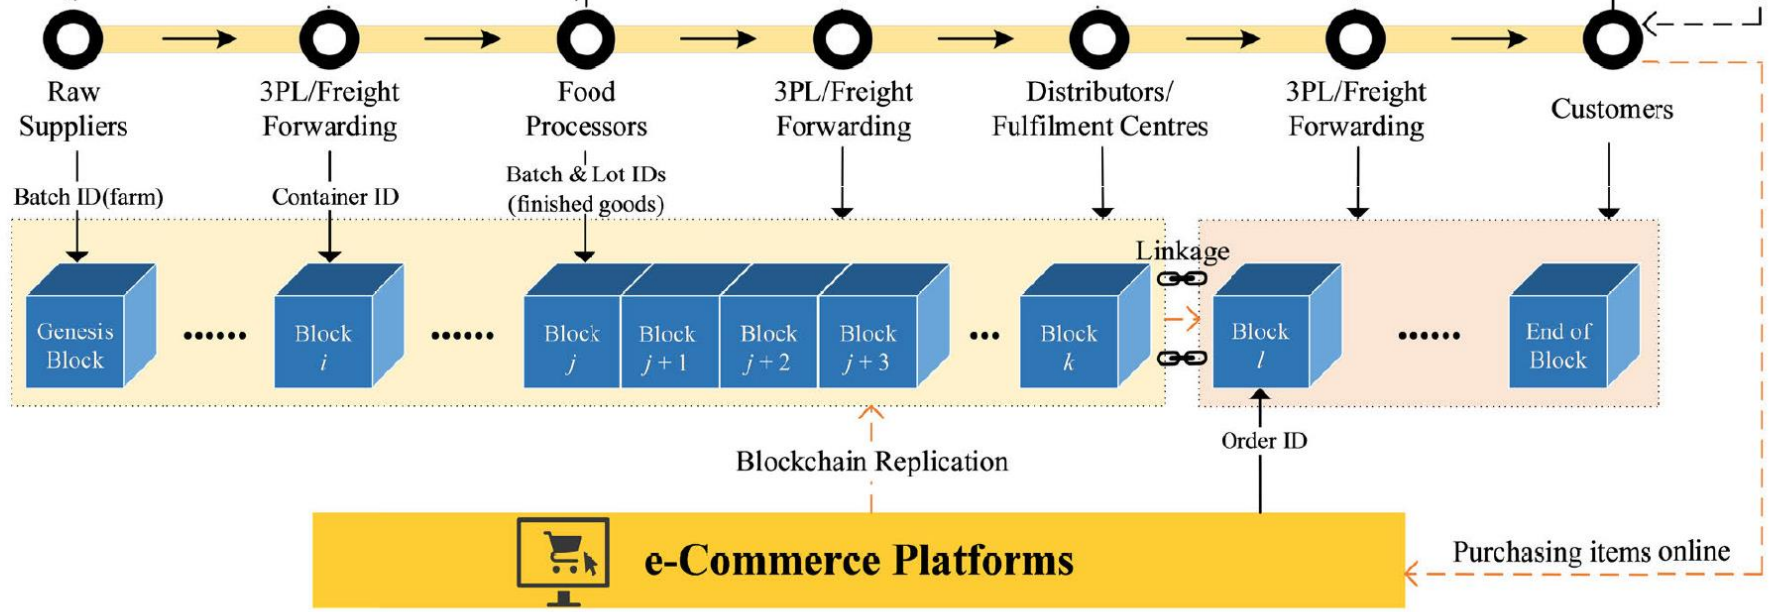 Raw
Suppliers
3PL/Freight
Forwarding
Food
Processors
3PL/Freight
Forwarding
Distributors/
Fulfilment Centres
3PL/Freight
Forwarding
Customers
Batch ID(farm)
Container ID
Batch & Lot IDs
(finished goods)
Linkage
Genesis
Block
Block
i
Block
j
Block
j + 1
Block
j + 2
Block
j + 3
Block
k
Block
l
End of
Block
Order ID
Blockchain Replication
e-Commerce Platforms
Purchasing items online